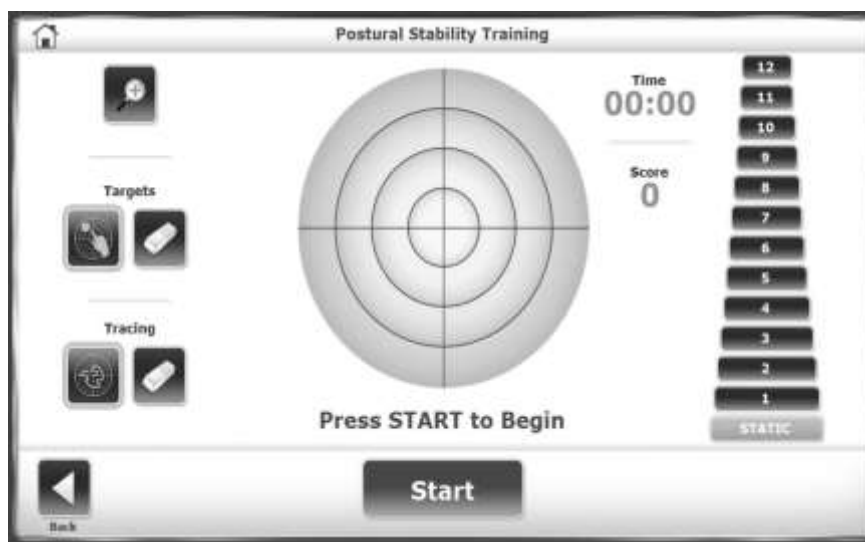 Postural Stability Training
Targets
Tracing
Time
00:00
Score
0
12
11
10
9
8
7
6
5
4
3
2
1
STATIC
Press START to Begin
Back
Start